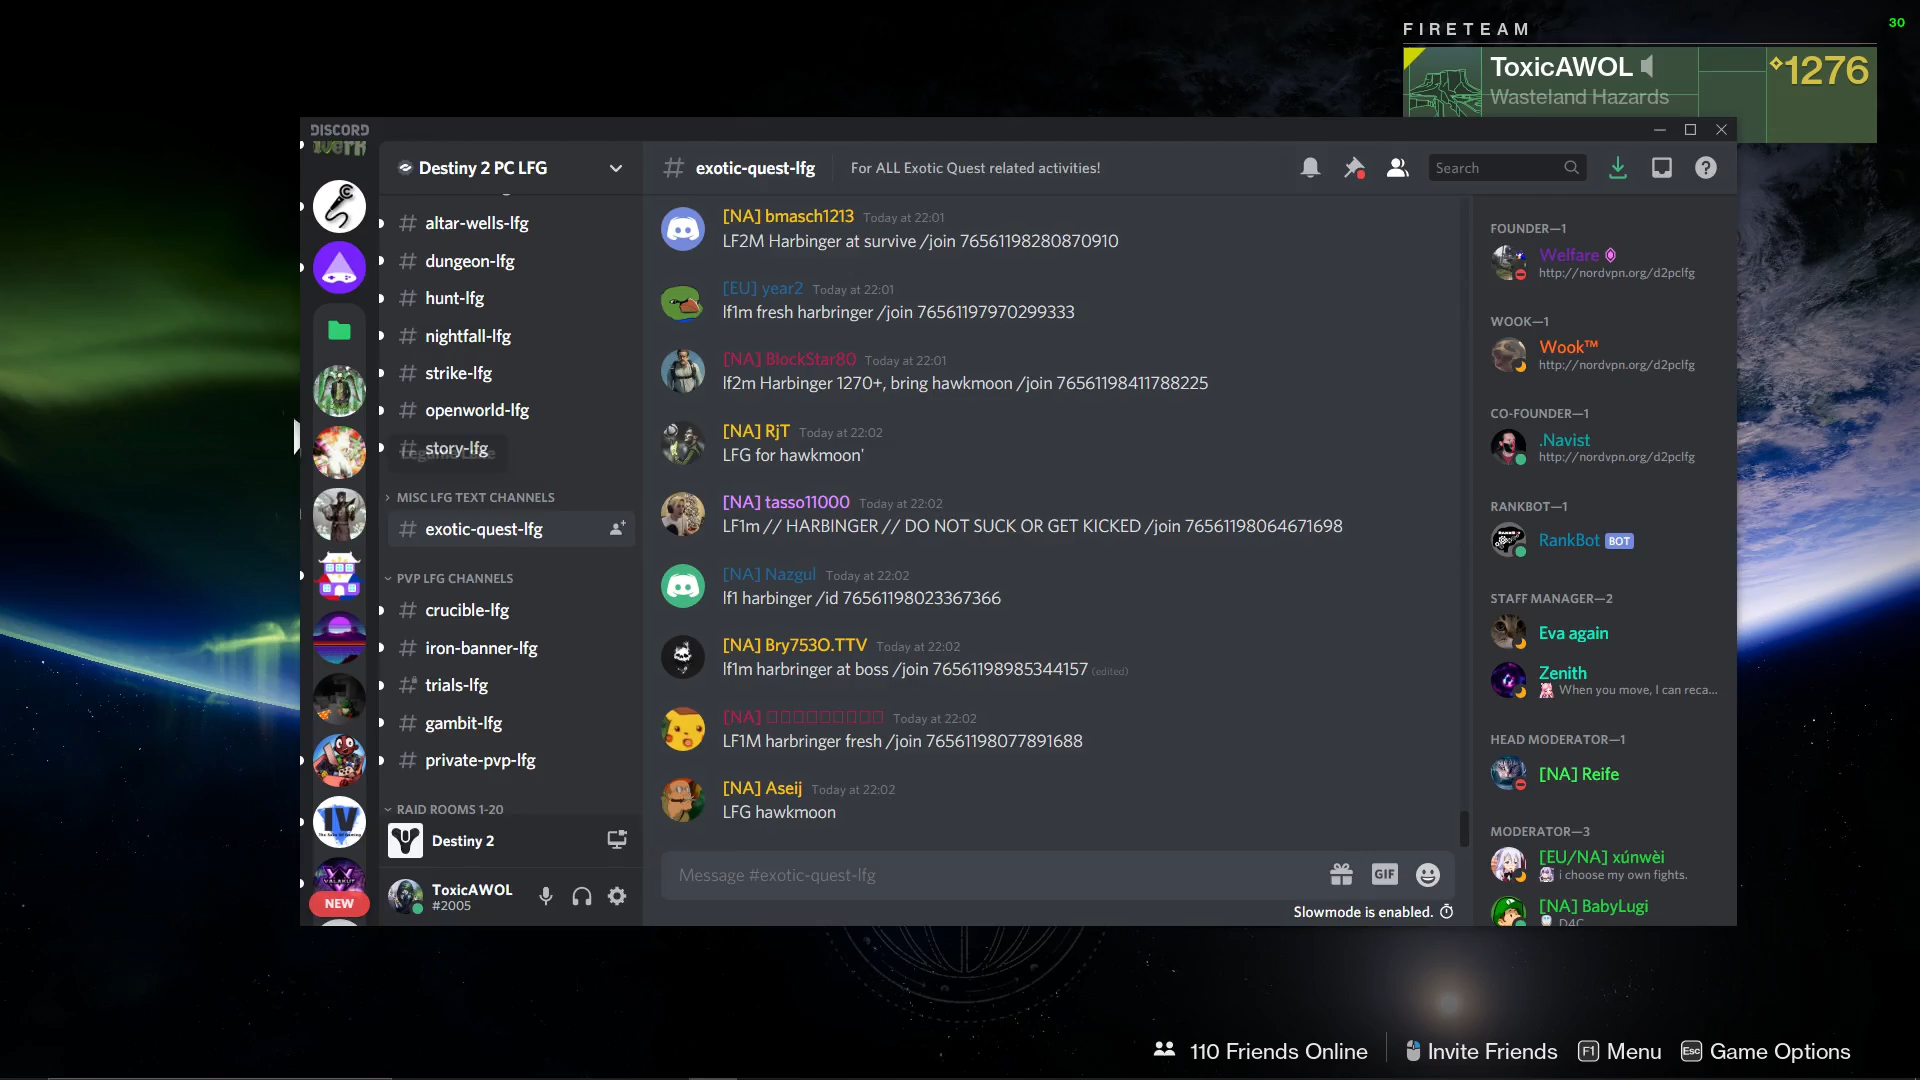 30
FIRETEAM
ToxicAWOL
1276
Wasteland Hazards
DISCORD
Destiny 2 PC LFG
altar-wells-lfg
dungeon-lfg
hunt-lfg
nightfall-lfg
strike-lfg
openworld-lfg
story-lfg
MISC LFG TEXT CHANNELS
exotic-quest-lfg
PVP LFG CHANNELS
crucible-lfg
iron-banner-lfg
trials-lfg
gambit-lfg
private-pvp-lfg
RAID ROOMS 1-20
Destiny 2
ToxicAWOL
#2005
IV
NEW
exotic-quest-lfg For ALL Exotic Quest related activities!
Search
[NA] bmasch1213 Today at 22:01
LF2M Harbinger at survive /join 76561198280870910
[EU] year2 Today at 22:01
lf1m fresh harbringer /join 76561197970299333
[NA] BlockStar80 Today at 22:01
lf2m Harbinger 1270+, bring hawkmoon /join 76561198411788225
[NA] RjT Today at 22:02
LFG for hawkmoon'
[NA] tasso11000 Today at 22:02
LF1m // HARBINGER // DO NOT SUCK OR GET KICKED /join 76561198064671698
[NA] Nazgul Today at 22:02
lf1 harbinger /id 76561198023367366
[NA] Bry753O.TTV Today at 22:02
lf1m harbringer at boss /join 76561198985344157 (edited)
[NA] □□□□□□□□□□ Today at 22:02
LF1M harbringer fresh /join 76561198077891688
[NA] Aseij Today at 22:02
LFG hawkmoon
Message #exotic-quest-lfg
GIF
Slowmode is enabled.
FOUNDER—1
Welfare
http://nordvpn.org/d2pclfg
WOOK—1
Wook™
http://nordvpn.org/d2pclfg
CO-FOUNDER—1
.Navist
http://nordvpn.org/d2pclfg
RANKBOT—1
RankBot BOT
STAFF MANAGER—2
Eva again
Zenith
When you move, I can reca...
HEAD MODERATOR—1
[NA] Reife
MODERATOR—3
[EU/NA] xúnwèi
i choose my own fights.
[NA] BabyLugi
D4C
110 Friends Online
Invite Friends
F1 Menu
Esc Game Options